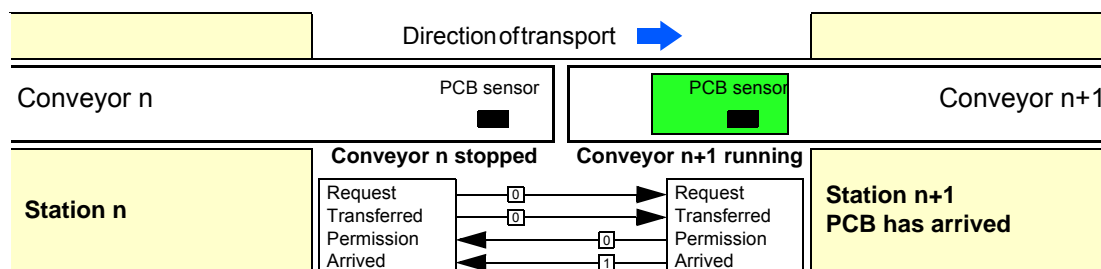 Direction of transport
PCB sensor
PCB sensor
Conveyor n
Conveyor n+1
Conveyor n stopped
Conveyor n+1 running
Request
0
Request
Station n
Station n+1
Transferred
0
Transferred
PCB has arrived
Permission
0
Permission
Arrived
1
Arrived